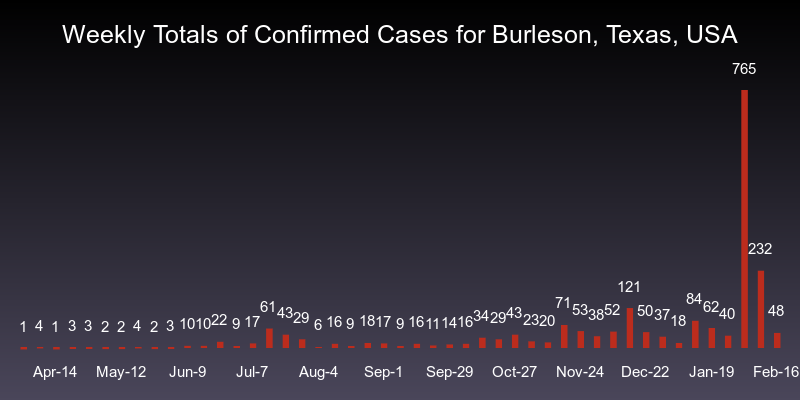 Weekly Totals of Confirmed Cases for Burleson, Texas, USA
1 4 1 3 3 2 2 4 2 3 10 10 22 9 17 61 43 29 6 16 9 18 17 9 16 11 14 16 34 29 43 23 20 71 53 38 52 121 50 37 18 84 62 40 765 232 48
Apr-14 May-12 Jun-9 Jul-7 Aug-4 Sep-1 Sep-29 Oct-27 Nov-24 Dec-22 Jan-19 Feb-16